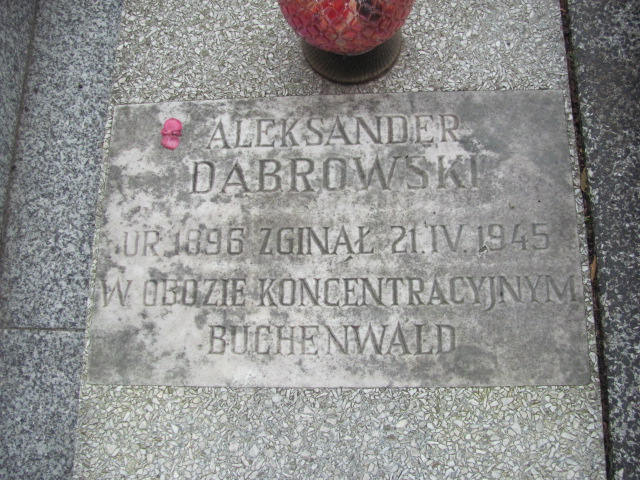 ALEKSANDER
DĄBROWSKI
UR.1896 ZGINĄŁ 21.IV.1945
W OBOZIE KONCENTRACYJNYM
BUCHENWALD